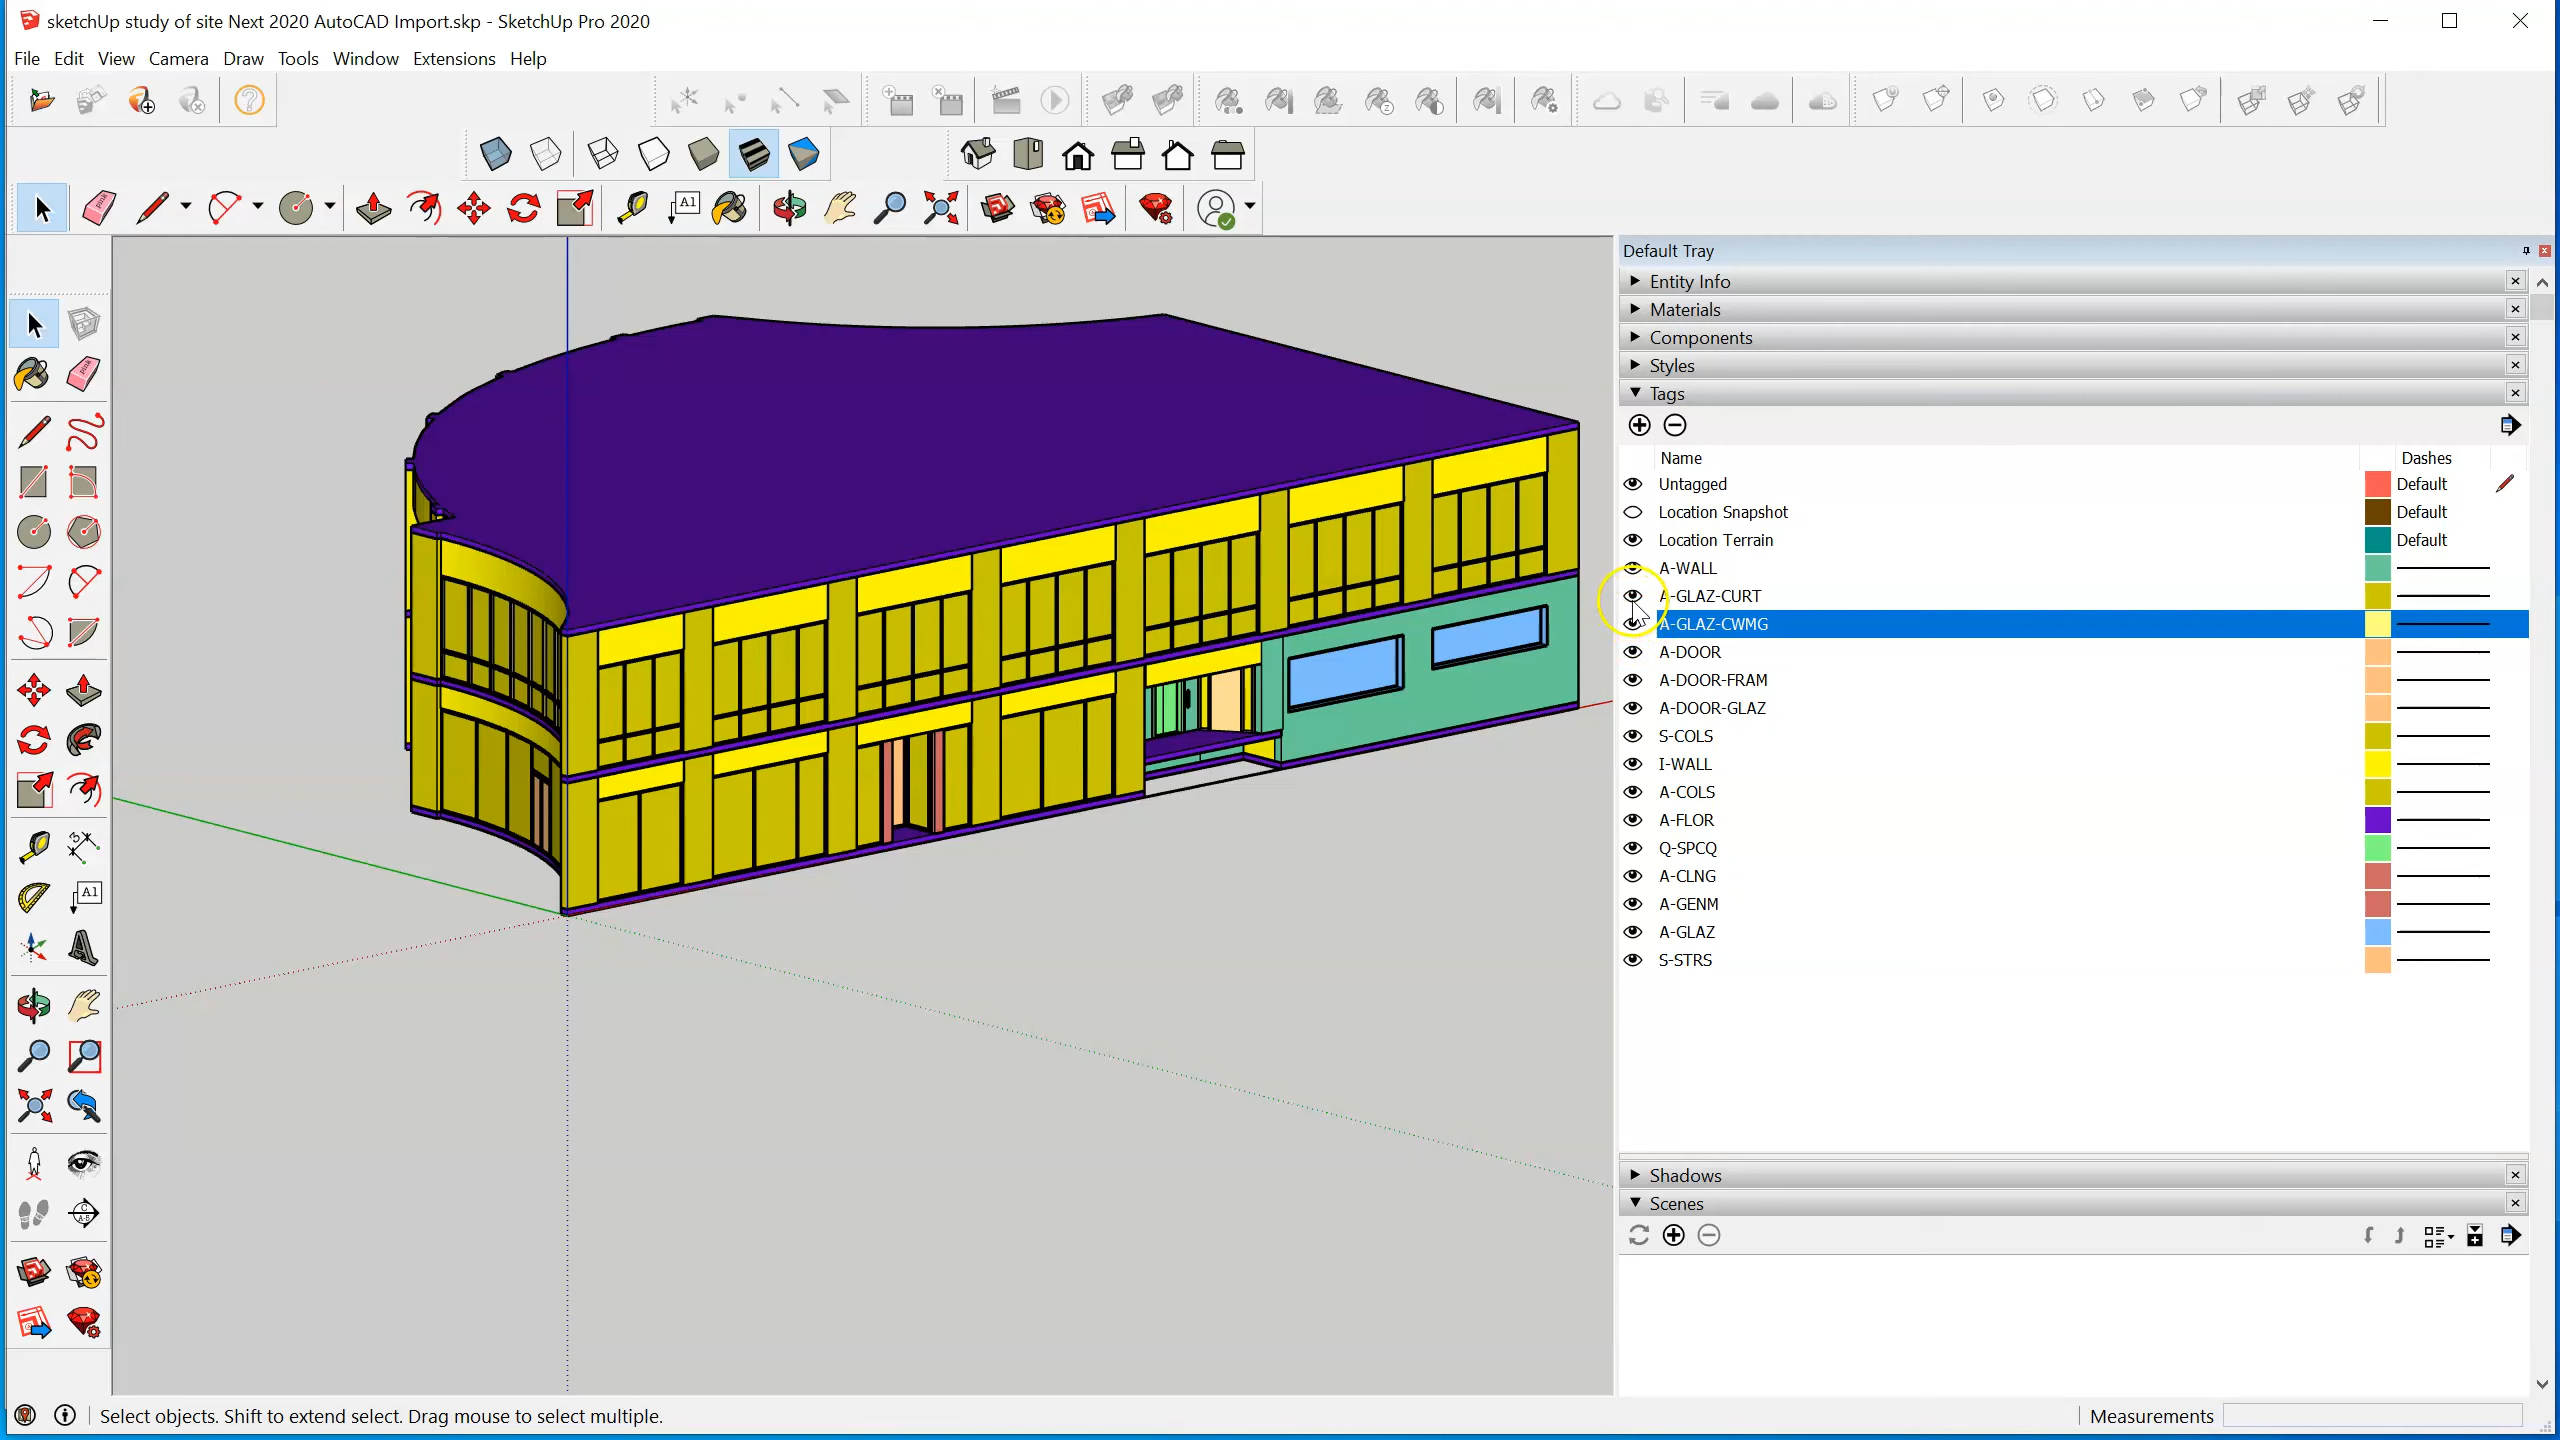 sketchUp study of site Next 2020 AutoCAD Import.skp - SketchUp Pro 2020
File Edit View Camera Draw Tools Window Extensions Help
Default Tray
Entity Info
Materials
Components
Styles
Tags
Name Dashes
Untagged Default
Location Snapshot Default
Location Terrain Default
A-WALL
A-GLAZ-CURT
A-GLAZ-CWMG
A-DOOR
A-DOOR-FRAM
A-DOOR-GLAZ
S-COLS
I-WALL
A-COLS
A-FLOR
Q-SPCQ
A-CLNG
A-GENM
A-GLAZ
S-STRS
Shadows
Scenes
Select objects. Shift to extend select. Drag mouse to select multiple.
Measurements